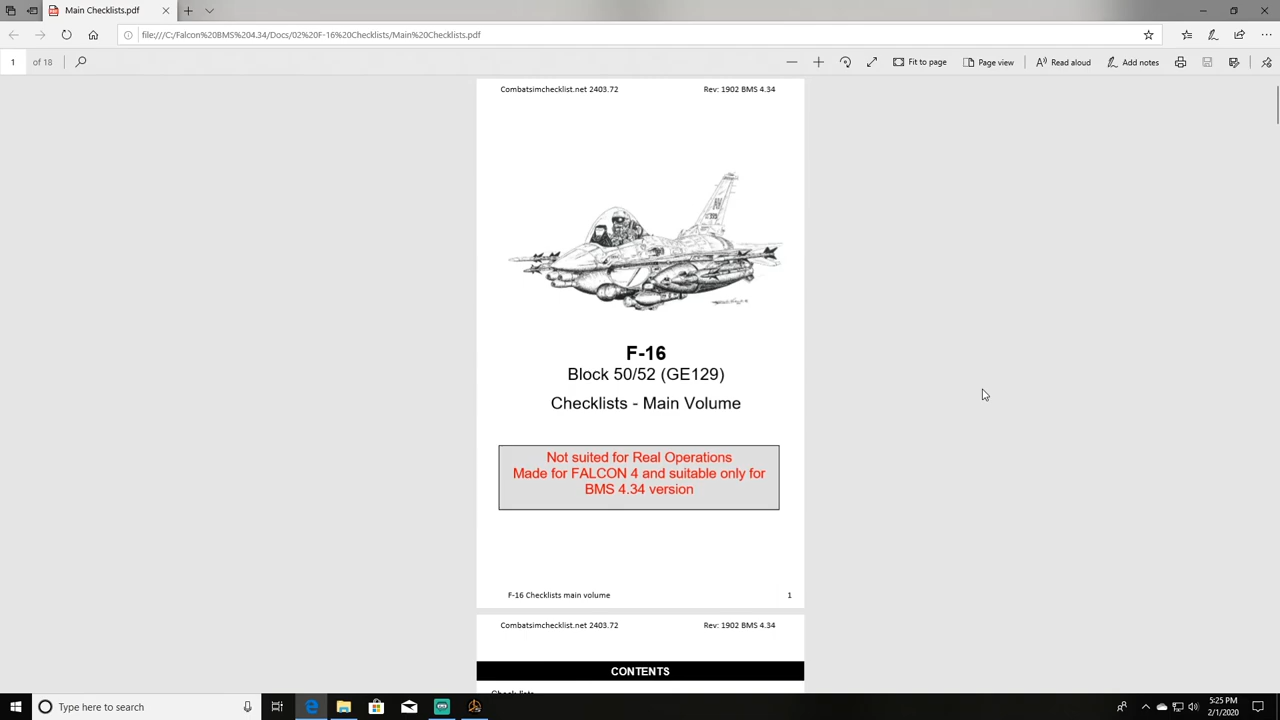 Main Checklists.pdf
file:///C:/Falcon%20BMS%204.34/Docs/02%20F-16%20Checklists/Main%20Checklists.pdf
1 of 18
Fit to page
Page view
Read aloud
Add notes
Combatsimchecklist.net 2403.72 Rev: 1902 BMS 4.34
F-16
Block 50/52 (GE129)
Checklists - Main Volume
Not suited for Real Operations
Made for FALCON 4 and suitable only for
BMS 4.34 version
F-16 Checklists main volume 1
Combatsimchecklist.net 2403.72 Rev: 1902 BMS 4.34
CONTENTS
Type here to search
5:25 PM
2/1/2020